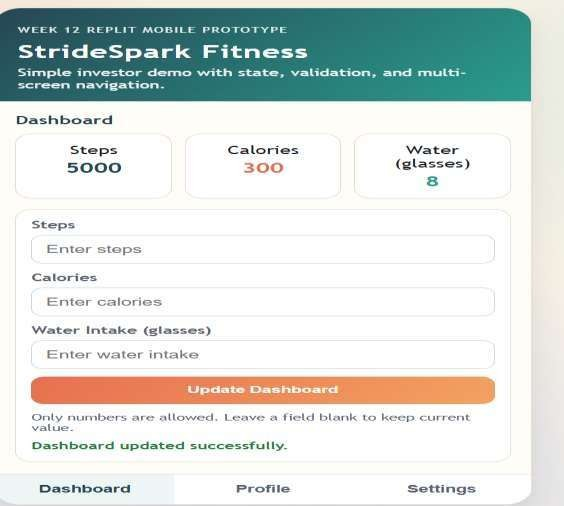 WEEK 12 REPLIT MOBILE PROTOTYPE
StrideSpark Fitness
Simple investor demo with state, validation, and multi-
screen navigation.
Dashboard
Steps
5000
Calories
300
Water
(glasses)
8
Steps
Enter steps
Calories
Enter calories
Water Intake (glasses)
Enter water intake
Update Dashboard
Only numbers are allowed. Leave a field blank to keep current
value.
Dashboard updated successfully.
Dashboard
Profile
Settings